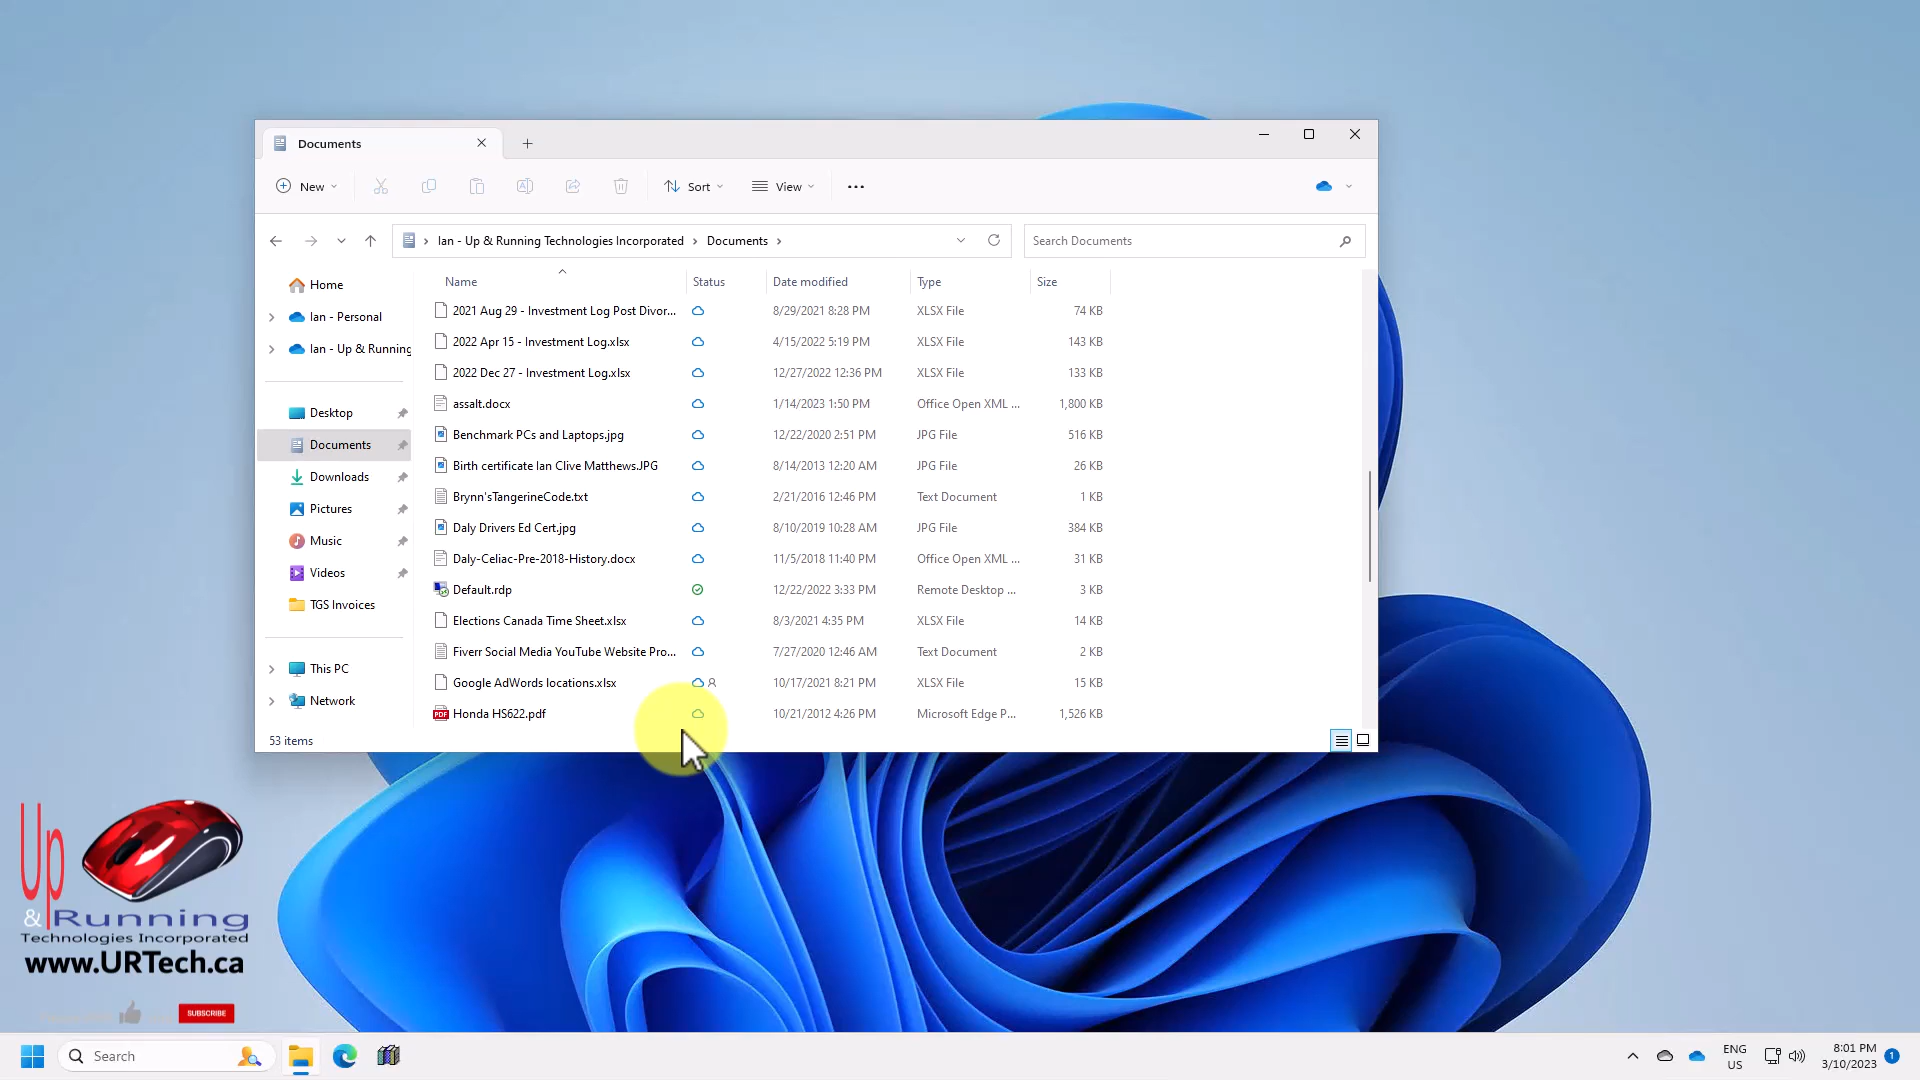 Documents
New
Sort
View
Ian - Up & Running Technologies Incorporated > Documents >
Search Documents
Name Status Date modified Type Size
Home
Ian - Personal
Ian - Up & Running
Desktop
Documents
Downloads
Pictures
Music
Videos
TGS Invoices
This PC
Network
2021 Aug 29 - Investment Log Post Divor... 8/29/2021 8:28 PM XLSX File 74 KB
2022 Apr 15 - Investment Log.xlsx 4/15/2022 5:19 PM XLSX File 143 KB
2022 Dec 27 - Investment Log.xlsx 12/27/2022 12:36 PM XLSX File 133 KB
assalt.docx 1/14/2023 1:50 PM Office Open XML ... 1,800 KB
Benchmark PCs and Laptops.jpg 12/22/2020 2:51 PM JPG File 516 KB
Birth certificate Ian Clive Matthews.JPG 8/14/2013 12:20 AM JPG File 26 KB
Brynn'sTangerineCode.txt 2/21/2016 12:46 PM Text Document 1 KB
Daly Drivers Ed Cert.jpg 8/10/2019 10:28 AM JPG File 384 KB
Daly-Celiac-Pre-2018-History.docx 11/5/2018 11:40 PM Office Open XML ... 31 KB
Default.rdp 12/22/2022 3:33 PM Remote Desktop ... 3 KB
Elections Canada Time Sheet.xlsx 8/3/2021 4:35 PM XLSX File 14 KB
Fiverr Social Media YouTube Website Pro... 7/27/2020 12:46 AM Text Document 2 KB
Google AdWords locations.xlsx 10/17/2021 8:21 PM XLSX File 15 KB
PDF Honda HS622.pdf 10/21/2012 4:26 PM Microsoft Edge P... 1,526 KB
53 items
Up
& Running
Technologies Incorporated
www.URTech.ca
SUBSCRIBE
Search
ENG
US
8:01 PM
3/10/2023
1